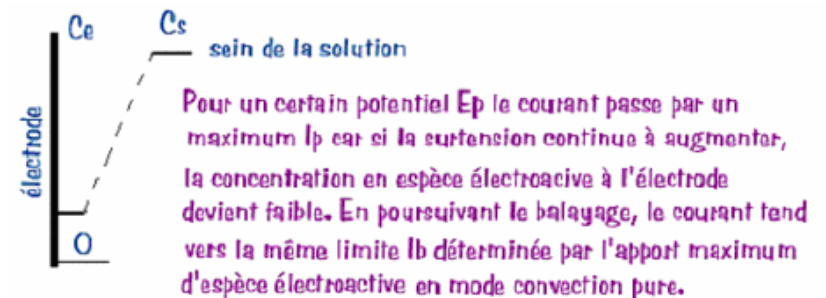 Ce
Cs
sein de la solution
électrode
Pour un certain potentiel Ep le courant passe par un
maximum Ip car si la surtension continue à augmenter,
la concentration en espèce électroacive à l'électrode
devient faible. En poursuivant le balayage, le courant tend
O
vers la même limite Ib déterminée par l'apport maximum
d'espèce électroactive en mode convection pure.